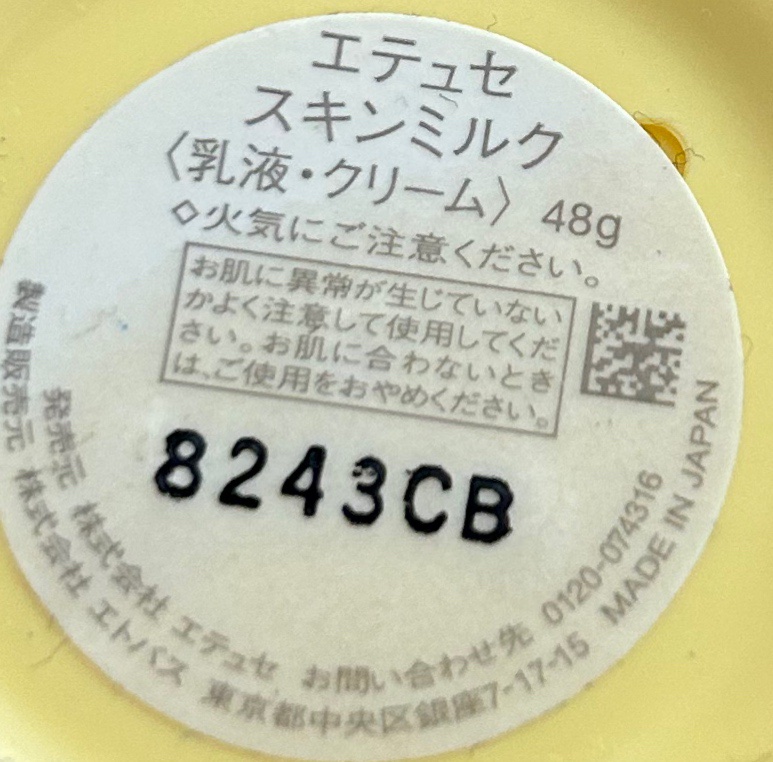 エテュセ
スキンミルク
〈乳液・クリーム〉 48g
◇火気にご注意ください。
お肌に異常が生じていない
かよく注意して使用してくだ
さい。お肌に合わないとき
は、ご使用をおやめください。
8243CB
発売元 株式会社 エテュセ お問い合わせ先 0120-074316
製造販売元 株式会社 エトバス 東京都中央区銀座7-17-15 MADE IN JAPAN